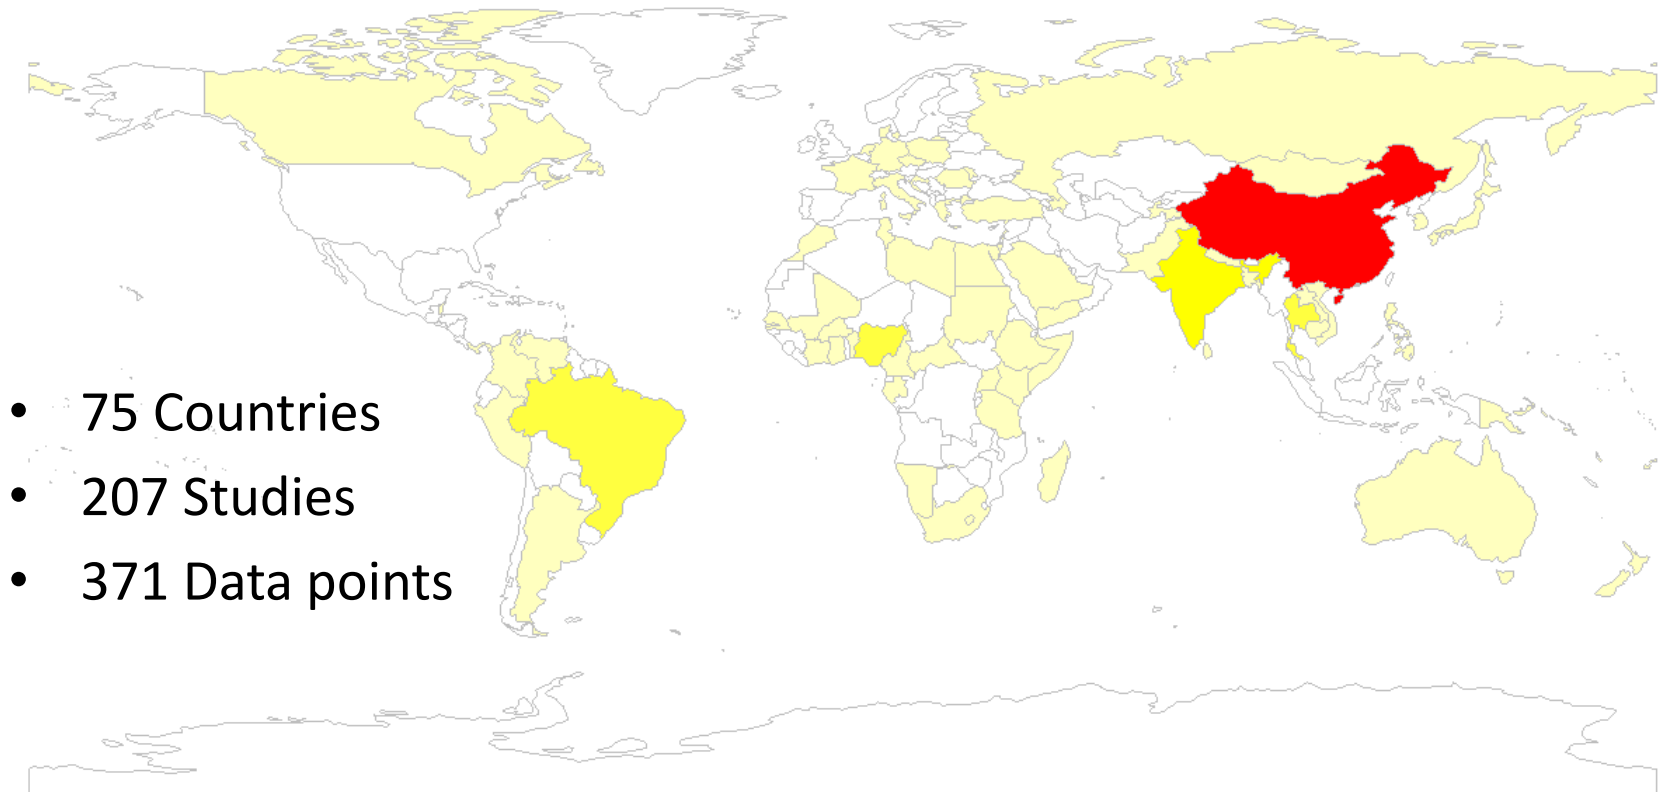 • 75 Countries
• 207 Studies
• 371 Data points